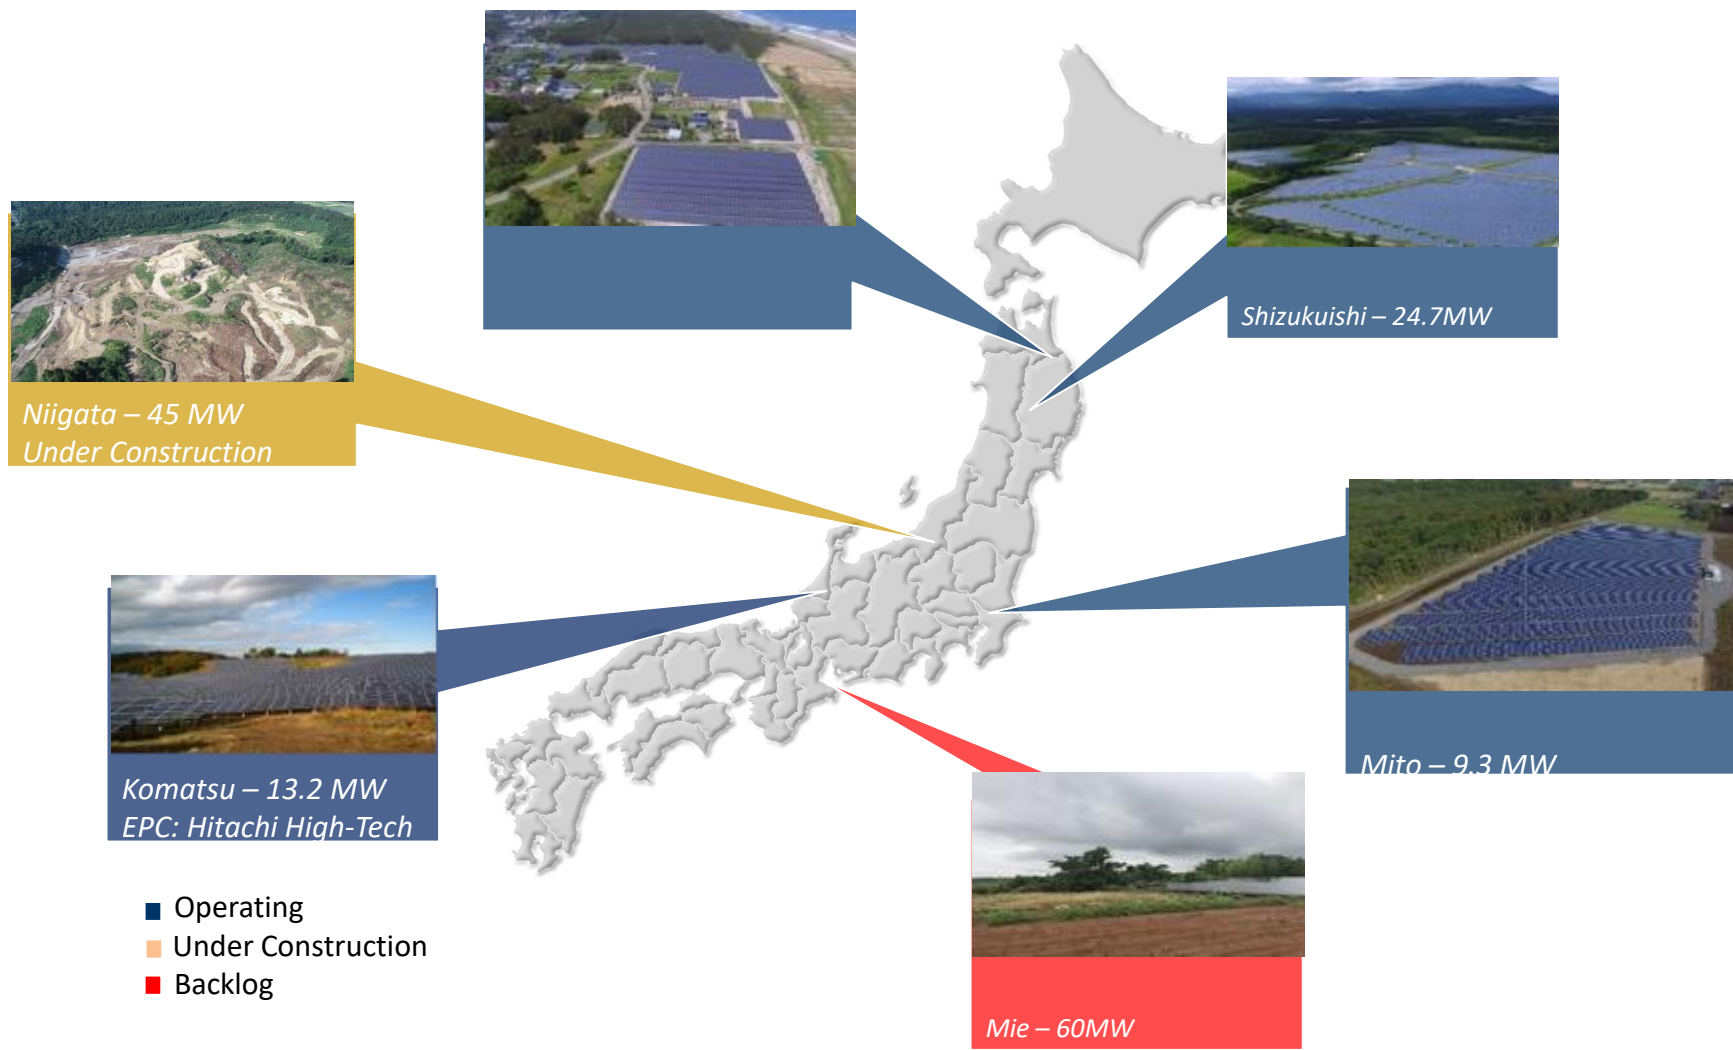 Shizukuishi – 24.7MW
Niigata – 45 MW
Under Construction
Mito – 9.3 MW
Komatsu – 13.2 MW
EPC: Hitachi High-Tech
Operating
Under Construction
Backlog
Mie – 60MW